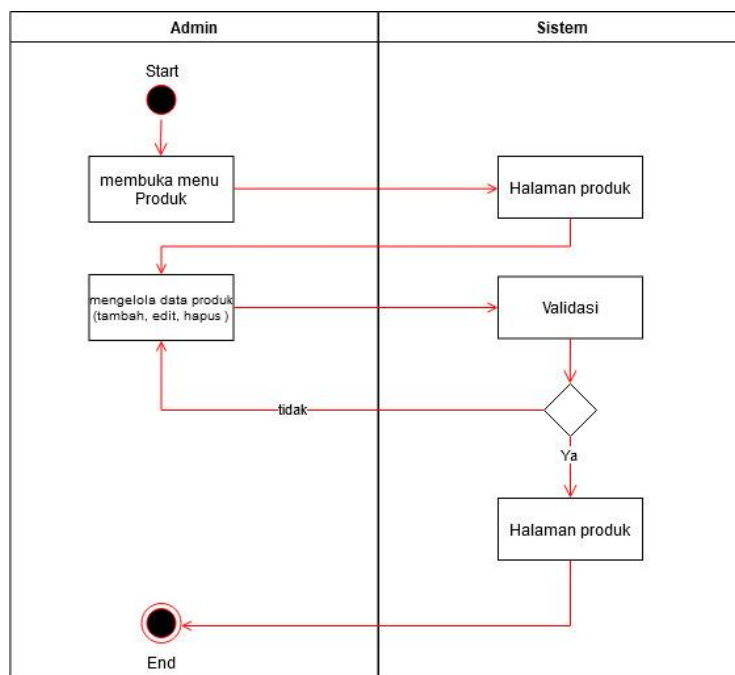 Admin
Sistem
Start
membuka menu
Produk
Halaman produk
mengelola data produk
(tambah, edit, hapus )
Validasi
tidak
Ya
Halaman produk
End